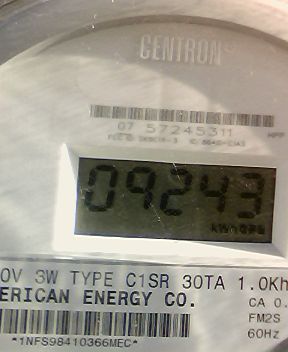 CENTRON®
07 57245311
09243
0V 3W TYPE C1SR 30TA 1.0Kh
ERICAN ENERGY CO.
CA 0.
FM2S
60Hz
*1NFS98410366MEC*